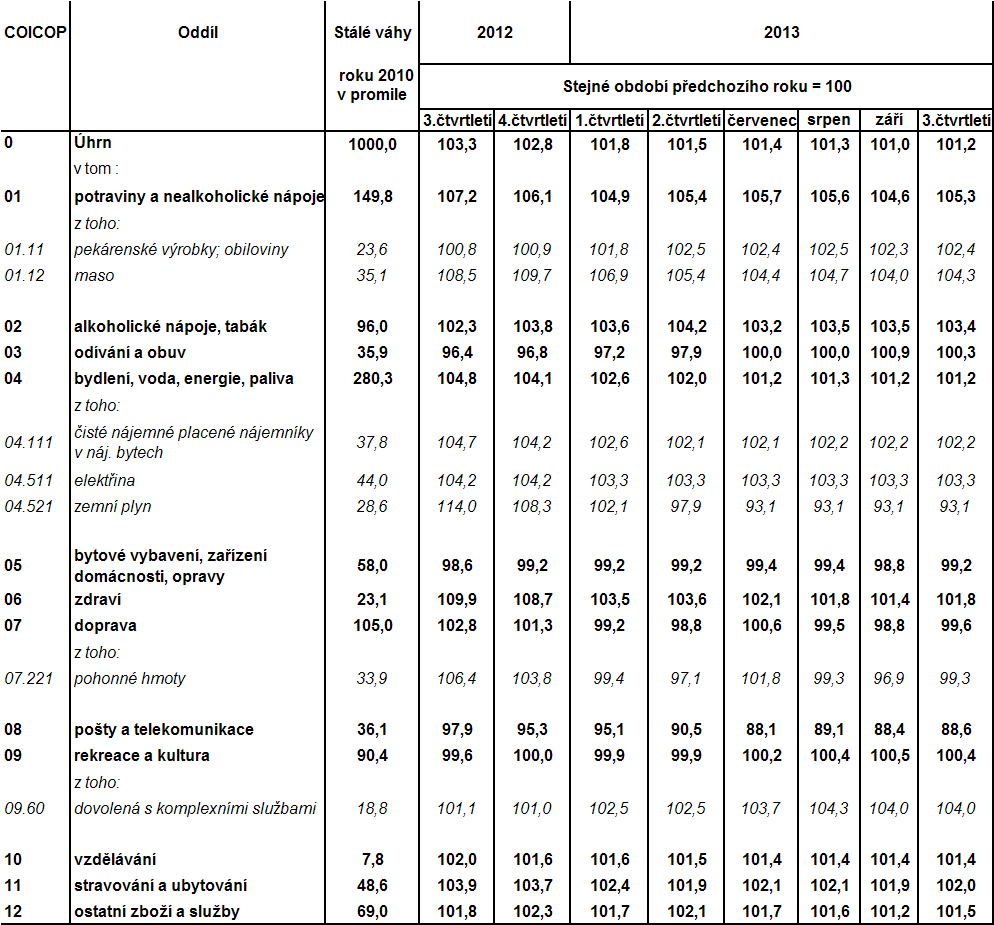 COICOP Oddíl Stálé váhy 2012 2013
roku 2010
v promile
Stejné období předchozího roku = 100
3.čtvrtletí 4.čtvrtletí 1.čtvrtletí 2.čtvrtletí červenec srpen září 3.čtvrtletí
0 Úhrn 1000,0 103,3 102,8 101,8 101,5 101,4 101,3 101,0 101,2
v tom :
01 potraviny a nealkoholické nápoje 149,8 107,2 106,1 104,9 105,4 105,7 105,6 104,6 105,3
z toho:
01.11 pekárenské výrobky; obiloviny 23,6 100,8 100,9 101,8 102,5 102,4 102,5 102,3 102,4
01.12 maso 35,1 108,5 109,7 106,9 105,4 104,4 104,7 104,0 104,3
02 alkoholické nápoje, tabák 96,0 102,3 103,8 103,6 104,2 103,2 103,5 103,5 103,4
03 odívání a obuv 35,9 96,4 96,8 97,2 97,9 100,0 100,0 100,9 100,3
04 bydlení, voda, energie, paliva 280,3 104,8 104,1 102,6 102,0 101,2 101,3 101,2 101,2
z toho:
04.111 čisté nájemné placené nájemníky
v náj. bytech 37,8 104,7 104,2 102,6 102,1 102,1 102,2 102,2 102,2
04.511 elektřina 44,0 104,2 104,2 103,3 103,3 103,3 103,3 103,3 103,3
04.521 zemní plyn 28,6 114,0 108,3 102,1 97,9 93,1 93,1 93,1 93,1
05 bytové vybavení, zařízení
domácnosti, opravy 58,0 98,6 99,2 99,2 99,2 99,4 99,4 98,8 99,2
06 zdraví 23,1 109,9 108,7 103,5 103,6 102,1 101,8 101,4 101,8
07 doprava 105,0 102,8 101,3 99,2 98,8 100,6 99,5 98,8 99,6
z toho:
07.221 pohonné hmoty 33,9 106,4 103,8 99,4 97,1 101,8 99,3 96,9 99,3
08 pošty a telekomunikace 36,1 97,9 95,3 95,1 90,5 88,1 89,1 88,4 88,6
09 rekreace a kultura 90,4 99,6 100,0 99,9 99,9 100,2 100,4 100,5 100,4
z toho:
09.60 dovolená s komplexními službami 18,8 101,1 101,0 102,5 102,5 103,7 104,3 104,0 104,0
10 vzdělávání 7,8 102,0 101,6 101,6 101,5 101,4 101,4 101,4 101,4
11 stravování a ubytování 48,6 103,9 103,7 102,4 101,9 102,1 102,1 101,9 102,0
12 ostatní zboží a služby 69,0 101,8 102,3 101,7 102,1 101,7 101,6 101,2 101,5